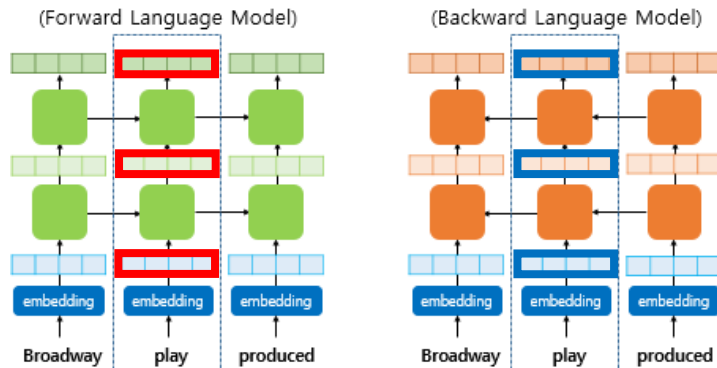 (Forward Language Model)
(Backward Language Model)
embedding embedding embedding
embedding embedding embedding
Broadway play produced
Broadway play produced